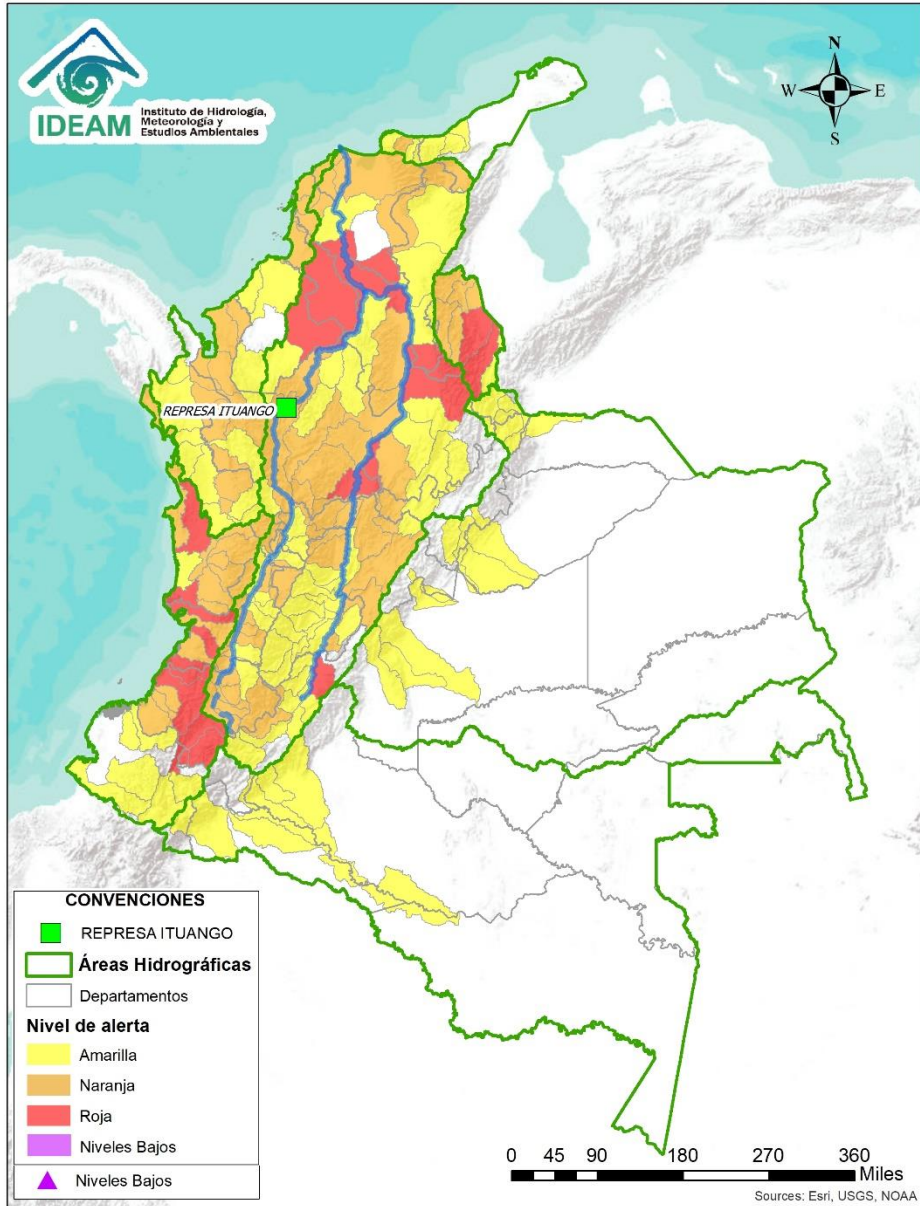 IDEAM
Instituto de Hidrología,
Meteorología y
Estudios Ambientales
N
W
E
S
REPRESA ITUANGO
CONVENCIONES
REPRESA ITUANGO
Áreas Hidrográficas
Departamentos
Nivel de alerta
Amarilla
Naranja
Roja
Niveles Bajos
Niveles Bajos
0 45 90 180 270 360
Miles
Sources: Esri, USGS, NOAA